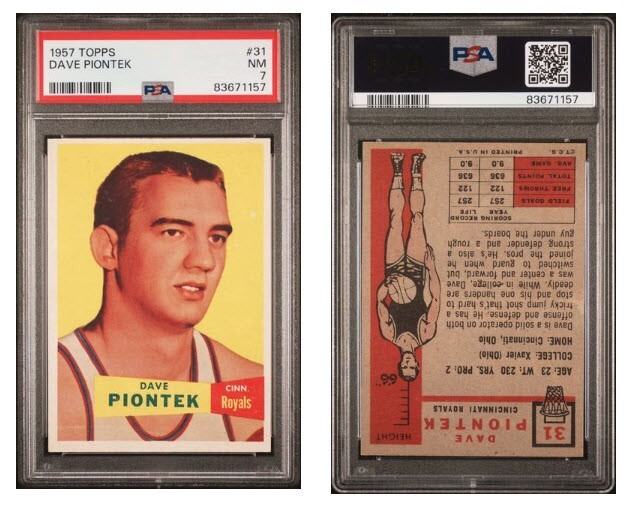 1957 TOPPS #31
DAVE PIONTEK NM
7
PSA 83671157
DAVE
PIONTEK
CINN.
Royals
PSA
83671157
31
DAVE
PIONTEK
CINCINNATI ROYALS
HEIGHT
6'6"
AGE: 23 WT: 230 YRS. PRO: 2
COLLEGE: Xavier (Ohio)
HOME: Cincinnati, Ohio
Dave is a solid operator on both
offense and defense. He has a
tricky jump shot that's hard to
stop and his one handers are
deadly. While in college, Dave
was a center and forward, but
switched to guard when he
joined the pros. He's also a
strong defender and a rough
guy under the boards.
SCORING RECORD
YEAR LIFE
FIELD GOALS 257 257
FREE THROWS 122 122
TOTAL POINTS 636 636
AVG. GAME 9.0 9.0
©T.C.G. PRINTED IN U.S.A.